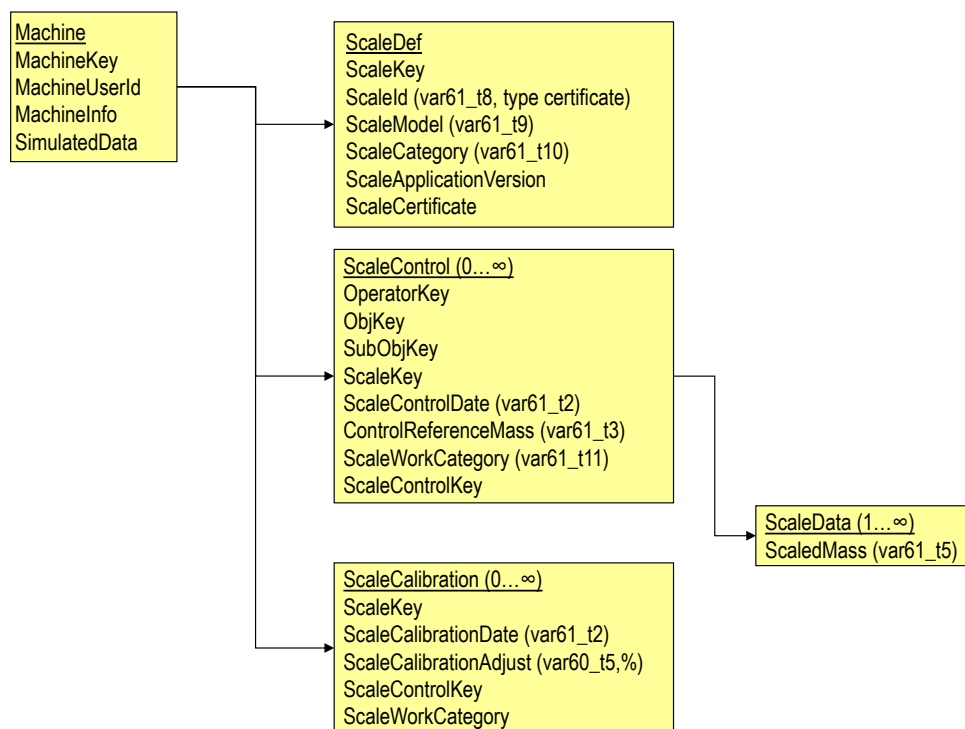 Machine
MachineKey
MachineUserId
MachineInfo
SimulatedData
ScaleDef
ScaleKey
ScaleId (var61_t8, type certificate)
ScaleModel (var61_t9)
ScaleCategory (var61_t10)
ScaleApplicationVersion
ScaleCertificate
ScaleControl (0…∞)
OperatorKey
ObjKey
SubObjKey
ScaleKey
ScaleControlDate (var61_t2)
ControlReferenceMass (var61_t3)
ScaleWorkCategory (var61_t11)
ScaleControlKey
ScaleData (1…∞)
ScaledMass (var61_t5)
ScaleCalibration (0…∞)
ScaleKey
ScaleCalibrationDate (var61_t2)
ScaleCalibrationAdjust (var60_t5,%)
ScaleControlKey
ScaleWorkCategory